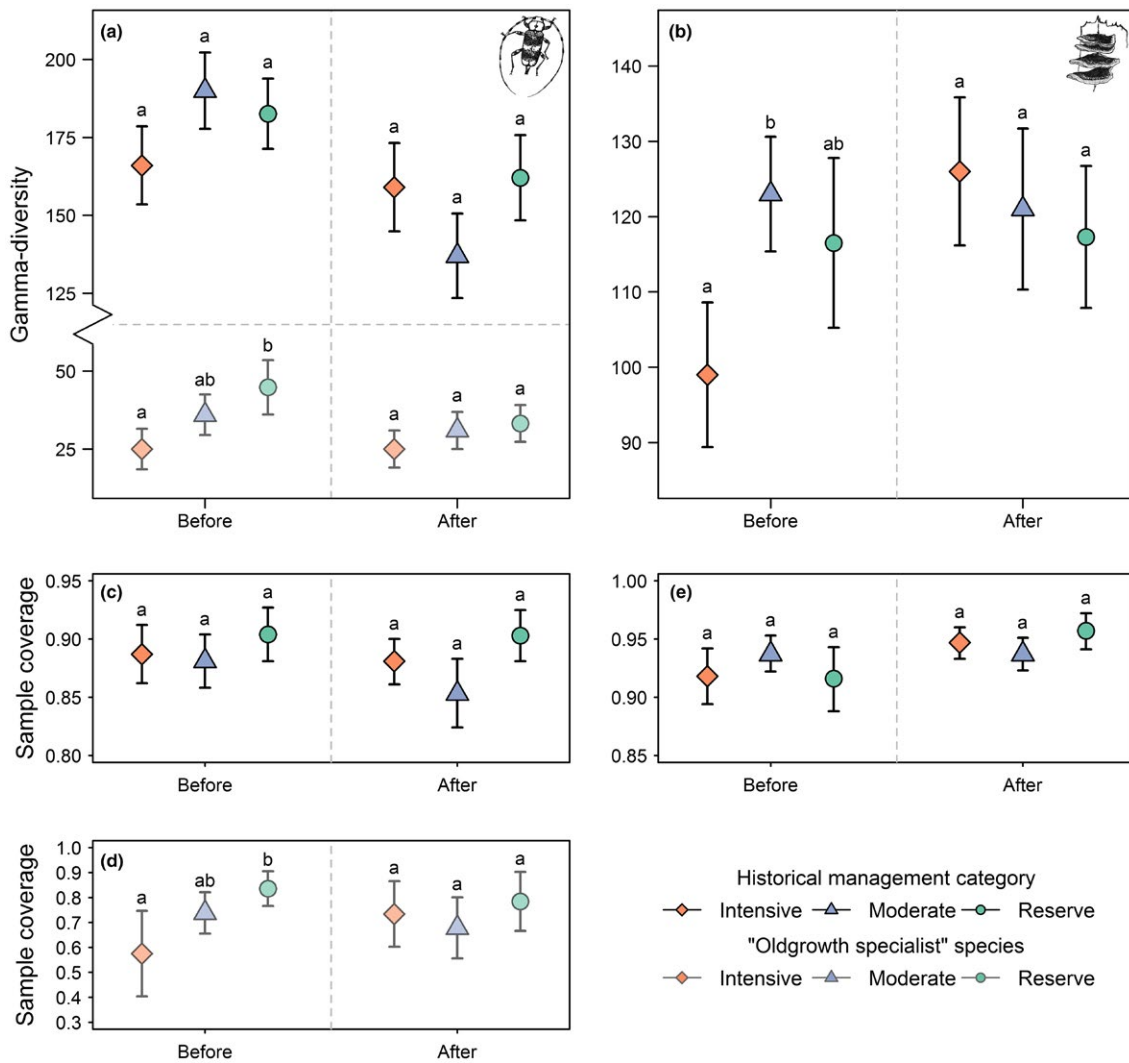 (a)
Gamma-diversity
200
175
150
125
50
25
a a a a a a
a ab b a a a
Before After
(b)
140
130
120
110
100
90
a b ab a a a
Before After
(c)
Sample coverage
0.95
0.90
0.85
0.80
a a a a a a
Before After
(e)
1.00
0.95
0.90
0.85
a a a a a a
Before After
(d)
Sample coverage
1.0
0.9
0.8
0.7
0.6
0.5
0.4
0.3
a ab b a a a
Before After
Historical management category
Intensive Moderate Reserve
"Oldgrowth specialist" species
Intensive Moderate Reserve